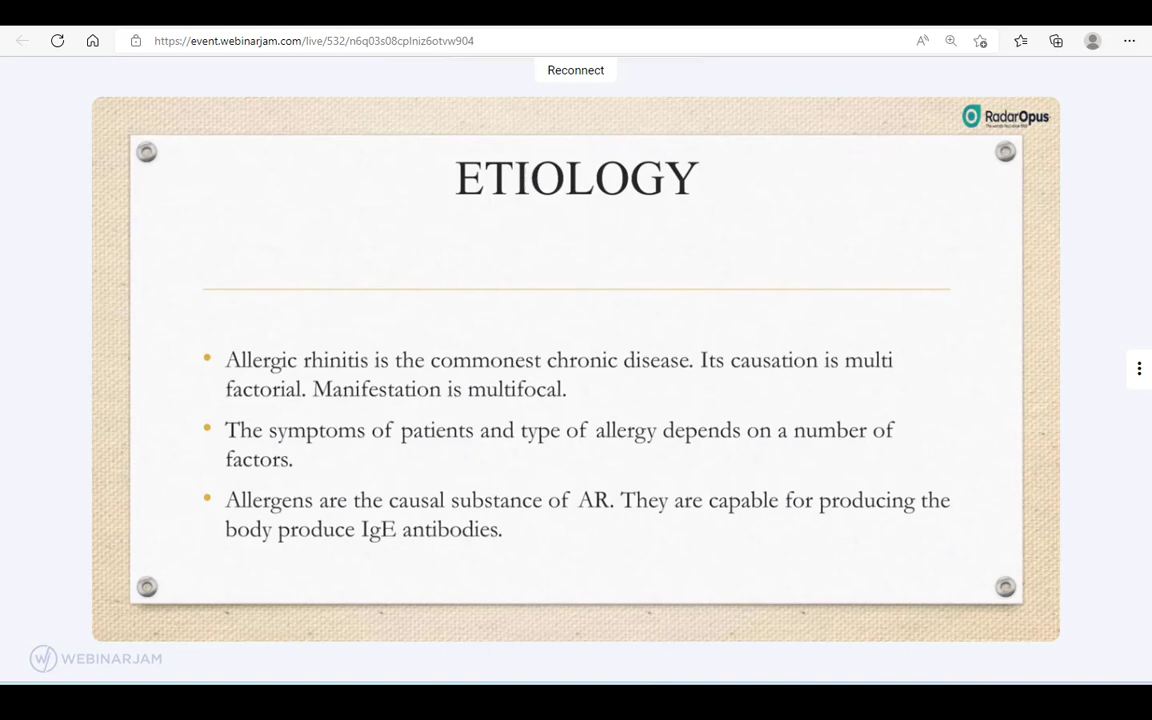 https://event.webinarjam.com/live/532/n6q03s08cplniz6otvw904
Reconnect
RadarOpus
ETIOLOGY
• Allergic rhinitis is the commonest chronic disease. Its causation is multi
factorial. Manifestation is multifocal.
• The symptoms of patients and type of allergy depends on a number of
factors.
• Allergens are the causal substance of AR. They are capable for producing the
body produce IgE antibodies.
WEBINARJAM